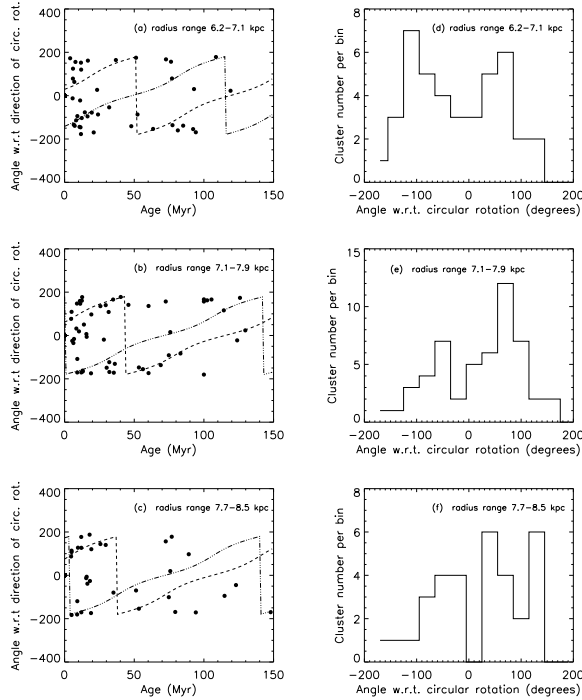 (a) radius range 6.2−7.1 kpc
Angle w.r.t direction of circ. rot.
400
200
0
−200
−400
0 50 100 150
Age (Myr)
(d) radius range 6.2−7.1 kpc
Cluster number per bin
8
6
4
2
0
−200 −100 0 100 200
Angle w.r.t. circular rotation (degrees)
(b) radius range 7.1−7.9 kpc
Angle w.r.t direction of circ. rot.
400
200
0
−200
−400
0 50 100 150
Age (Myr)
(e) radius range 7.1−7.9 kpc
Cluster number per bin
15
10
5
0
−200 −100 0 100 200
Angle w.r.t. circular rotation (degrees)
(c) radius range 7.7−8.5 kpc
Angle w.r.t direction of circ. rot.
400
200
0
−200
−400
0 50 100 150
Age (Myr)
(f) radius range 7.7−8.5 kpc
Cluster number per bin
8
6
4
2
0
−200 −100 0 100 200
Angle w.r.t. circular rotation (degrees)